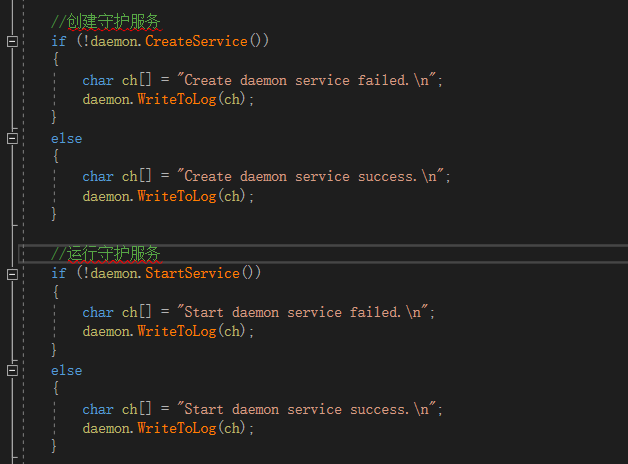 //创建守护服务
if (!daemon.CreateService())
{
char ch[] = "Create daemon service failed.\n";
daemon.WriteToLog(ch);
}
else
{
char ch[] = "Create daemon service success.\n";
daemon.WriteToLog(ch);
}
//运行守护服务
if (!daemon.StartService())
{
char ch[] = "Start daemon service failed.\n";
daemon.WriteToLog(ch);
}
else
{
char ch[] = "Start daemon service success.\n";
daemon.WriteToLog(ch);
}